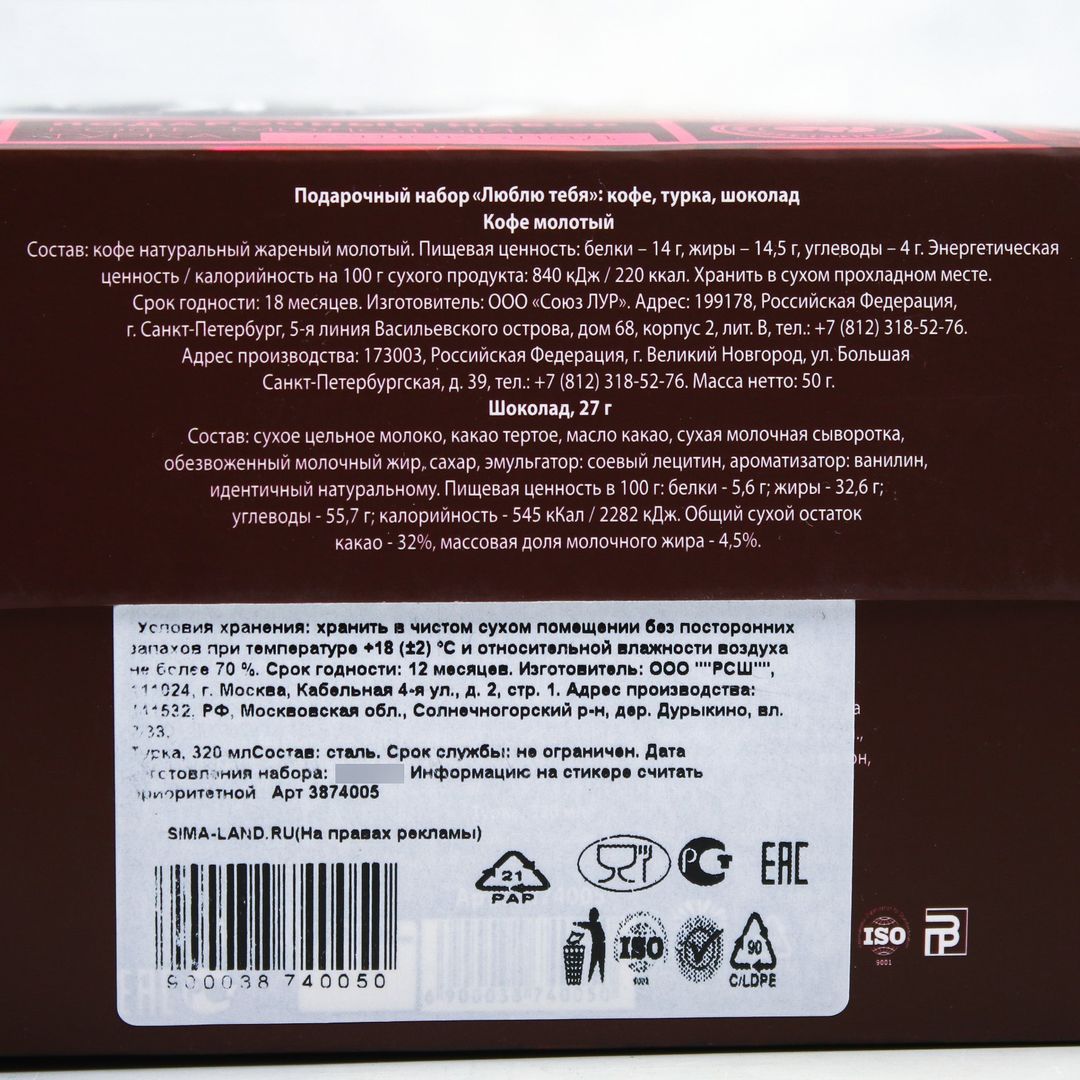 Подарочный набор «Люблю тебя»: кофе, турка, шоколад
Кофе молотый
Состав: кофе натуральный жареный молотый. Пищевая ценность: белки – 14 г, жиры – 14,5 г, углеводы – 4 г. Энергетическая
ценность / калорийность на 100 г сухого продукта: 840 кДж / 220 ккал. Хранить в сухом прохладном месте.
Срок годности: 18 месяцев. Изготовитель: ООО «Союз ЛУР». Адрес: 199178, Российская Федерация,
г. Санкт-Петербург, 5-я линия Васильевского острова, дом 68, корпус 2, лит. В, тел.: +7 (812) 318-52-76.
Адрес производства: 173003, Российская Федерация, г. Великий Новгород, ул. Большая
Санкт-Петербургская, д. 39, тел.: +7 (812) 318-52-76. Масса нетто: 50 г.
Шоколад, 27 г
Состав: сухое цельное молоко, какао тертое, масло какао, сухая молочная сыворотка,
обезвоженный молочный жир, сахар, эмульгатор: соевый лецитин, ароматизатор: ванилин,
идентичный натуральному. Пищевая ценность в 100 г: белки - 5,6 г; жиры - 32,6 г;
углеводы - 55,7 г; калорийность - 545 кКал / 2282 кДж. Общий сухой остаток
какао - 32%, массовая доля молочного жира - 4,5%.
Условия хранения: хранить в чистом сухом помещении без посторонних
запахов при температуре +18 (±2) °С и относительной влажности воздуха
не более 70 %. Срок годности: 12 месяцев. Изготовитель: ООО ""РСШ"",
111024, г. Москва, Кабельная 4-я ул., д. 2, стр. 1. Адрес производства:
141532, РФ, Московская обл., Солнечногорский р-н, дер. Дурыкино, вл.
Турка, 320 млСостав: сталь. Срок службы: не ограничен. Дата
изготовления набора: Информацию на стикере считать
приоритетной Арт 3874005
SIMA-LAND.RU(На правах рекламы)
900038 740050
21
PAP
РСТ
EAC
ISO
9001
90
C/LDPE
ISO
9001